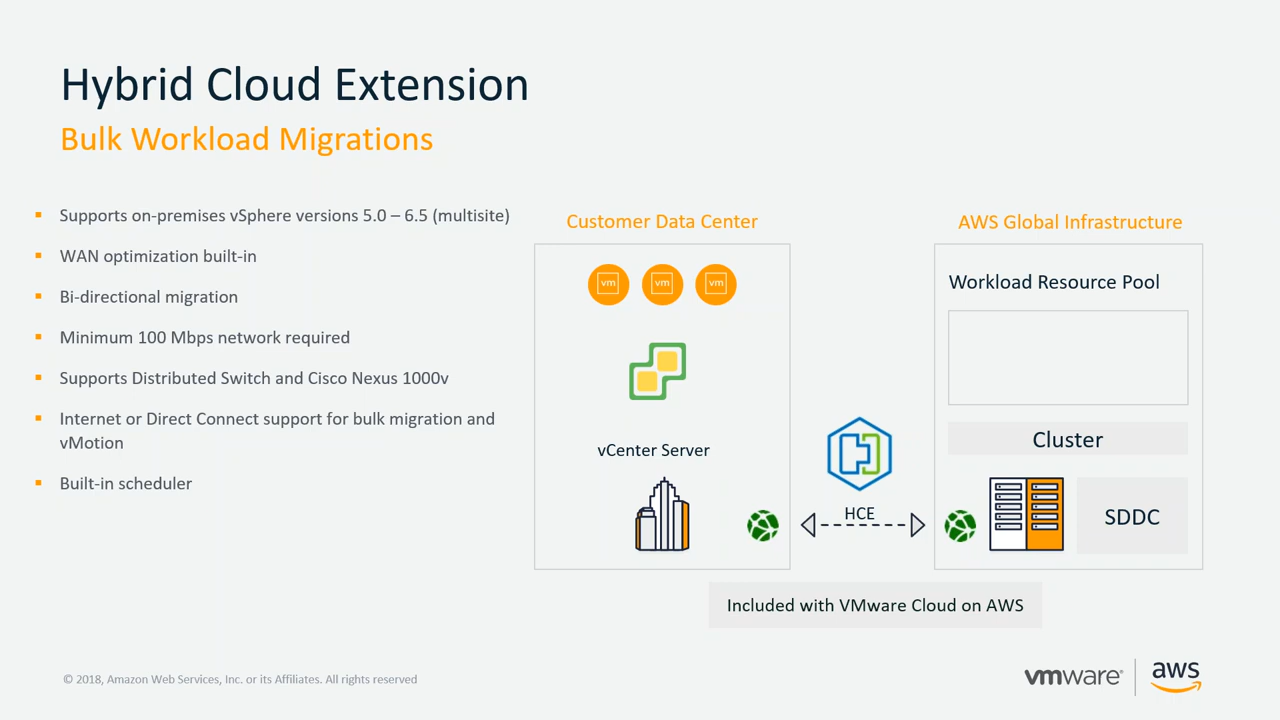 Hybrid Cloud Extension
Bulk Workload Migrations
Supports on-premises vSphere versions 5.0 – 6.5 (multisite)
WAN optimization built-in
Bi-directional migration
Minimum 100 Mbps network required
Supports Distributed Switch and Cisco Nexus 1000v
Internet or Direct Connect support for bulk migration and
vMotion
Built-in scheduler
Customer Data Center
vm vm vm
vCenter Server
HCE
AWS Global Infrastructure
Workload Resource Pool
Cluster
SDDC
Included with VMware Cloud on AWS
© 2018, Amazon Web Services, Inc. or its Affiliates. All rights reserved
vmware®
aws